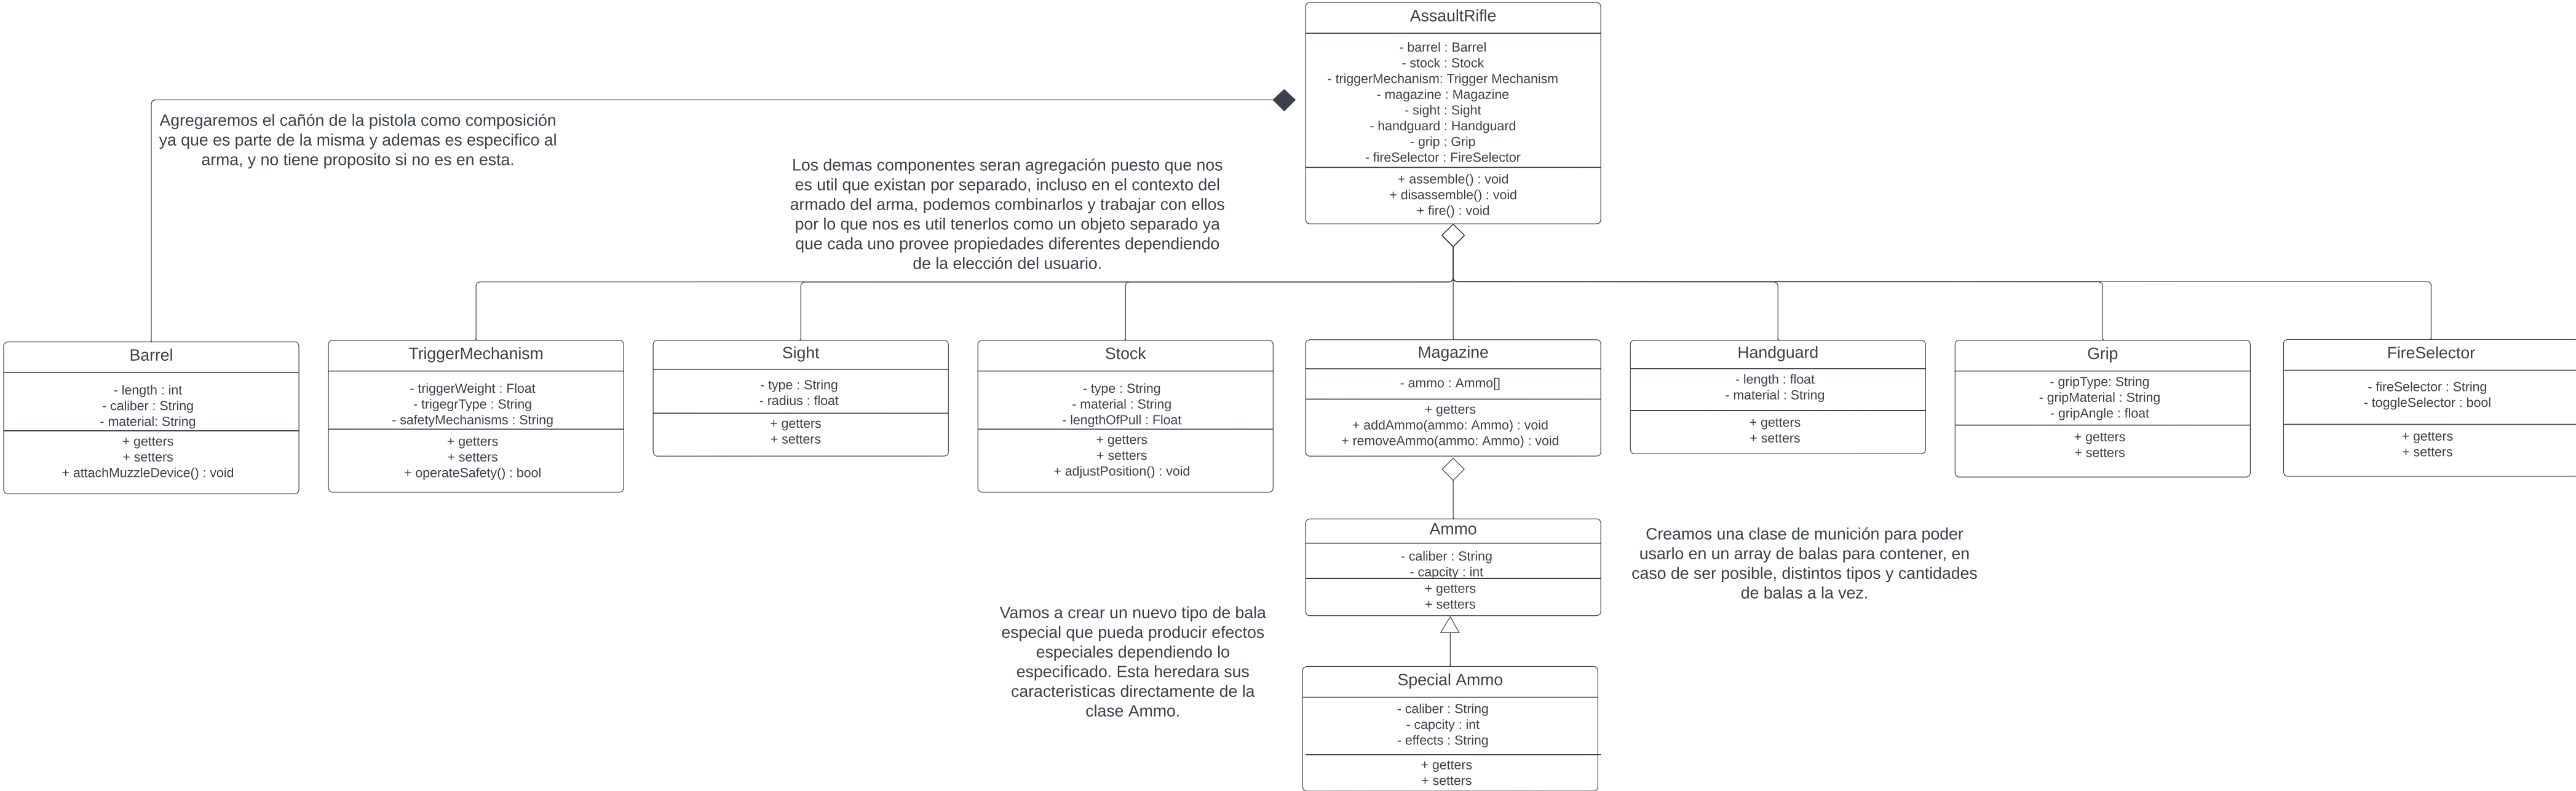 AssaultRifle
- barrel : Barrel
- stock : Stock
- triggerMechanism: Trigger Mechanism
- magazine : Magazine
- sight : Sight
- handguard : Handguard
- grip : Grip
- fireSelector : FireSelector
+ assemble() : void
+ disassemble() : void
+ fire() : void
Agregaremos el cañón de la pistola como composición
ya que es parte de la misma y ademas es especifico al
arma, y no tiene proposito si no es en esta.
Los demas componentes seran agregación puesto que nos
es util que existan por separado, incluso en el contexto del
armado del arma, podemos combinarlos y trabajar con ellos
por lo que nos es util tenerlos como un objeto separado ya
que cada uno provee propiedades diferentes dependiendo
de la elección del usuario.
Barrel
- length : int
- caliber : String
- material: String
+ getters
+ setters
+ attachMuzzleDevice() : void
TriggerMechanism
- triggerWeight : Float
- trigegrType : String
- safetyMechanisms : String
+ getters
+ setters
+ operateSafety() : bool
Sight
- type : String
- radius : float
+ getters
+ setters
Stock
- type : String
- material : String
- lengthOfPull : Float
+ getters
+ setters
+ adjustPosition() : void
Magazine
- ammo : Ammo[]
+ getters
+ addAmmo(ammo: Ammo) : void
+ removeAmmo(ammo: Ammo) : void
Handguard
- length : float
- material : String
+ getters
+ setters
Grip
- gripType: String
- gripMaterial : String
- gripAngle : float
+ getters
+ setters
FireSelector
- fireSelector : String
- toggleSelector : bool
+ getters
+ setters
Ammo
- caliber : String
- capcity : int
+ getters
+ setters
Creamos una clase de munición para poder
usarlo en un array de balas para contener, en
caso de ser posible, distintos tipos y cantidades
de balas a la vez.
Vamos a crear un nuevo tipo de bala
especial que pueda producir efectos
especiales dependiendo lo
especificado. Esta heredara sus
caracteristicas directamente de la
clase Ammo.
Special Ammo
- caliber : String
- capcity : int
- effects : String
+ getters
+ setters